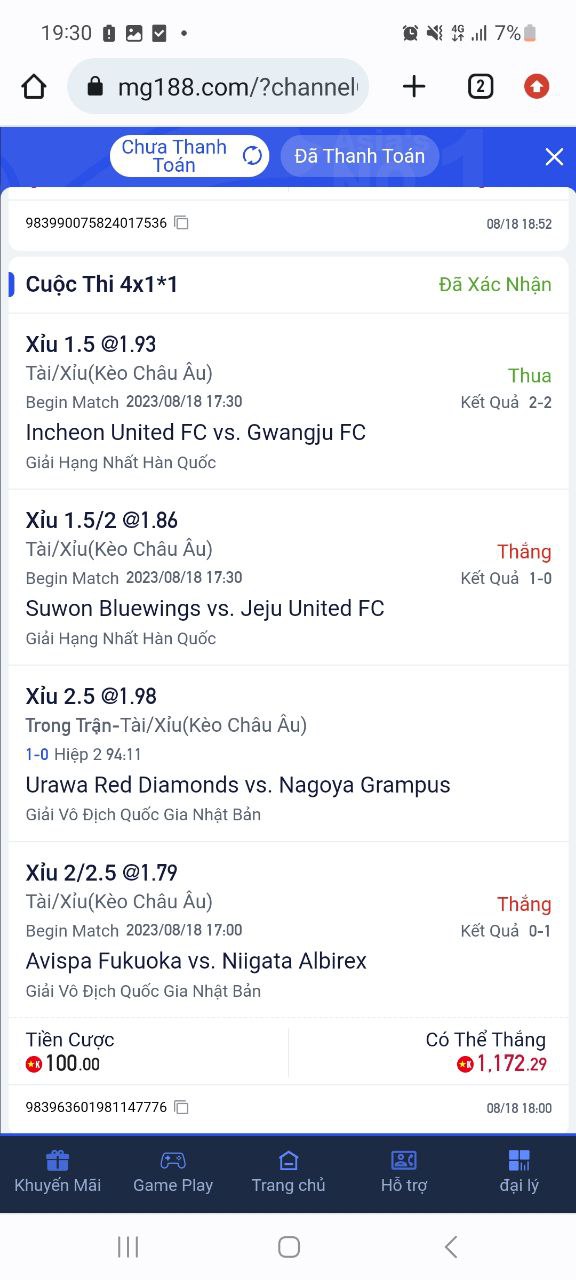 19:30
4G
7%
mg188.com/?channel
2
Chưa Thanh
Toán
Đã Thanh Toán
983990075824017536
08/18 18:52
Cuộc Thi 4x1*1
Đã Xác Nhận
Xỉu 1.5 @1.93
Tài/Xỉu(Kèo Châu Âu)
Thua
Begin Match 2023/08/18 17:30
Kết Quả 2-2
Incheon United FC vs. Gwangju FC
Giải Hạng Nhất Hàn Quốc
Xỉu 1.5/2 @1.86
Tài/Xỉu(Kèo Châu Âu)
Thắng
Begin Match 2023/08/18 17:30
Kết Quả 1-0
Suwon Bluewings vs. Jeju United FC
Giải Hạng Nhất Hàn Quốc
Xỉu 2.5 @1.98
Trong Trận-Tài/Xỉu(Kèo Châu Âu)
1-0 Hiệp 2 94:11
Urawa Red Diamonds vs. Nagoya Grampus
Giải Vô Địch Quốc Gia Nhật Bản
Xỉu 2/2.5 @1.79
Tài/Xỉu(Kèo Châu Âu)
Thắng
Begin Match 2023/08/18 17:00
Kết Quả 0-1
Avispa Fukuoka vs. Niigata Albirex
Giải Vô Địch Quốc Gia Nhật Bản
Tiền Cược
Có Thể Thắng
K 100.00
K 1,172.29
983963601981147776
08/18 18:00
Khuyến Mãi
Game Play
Trang chủ
Hỗ trợ
đại lý